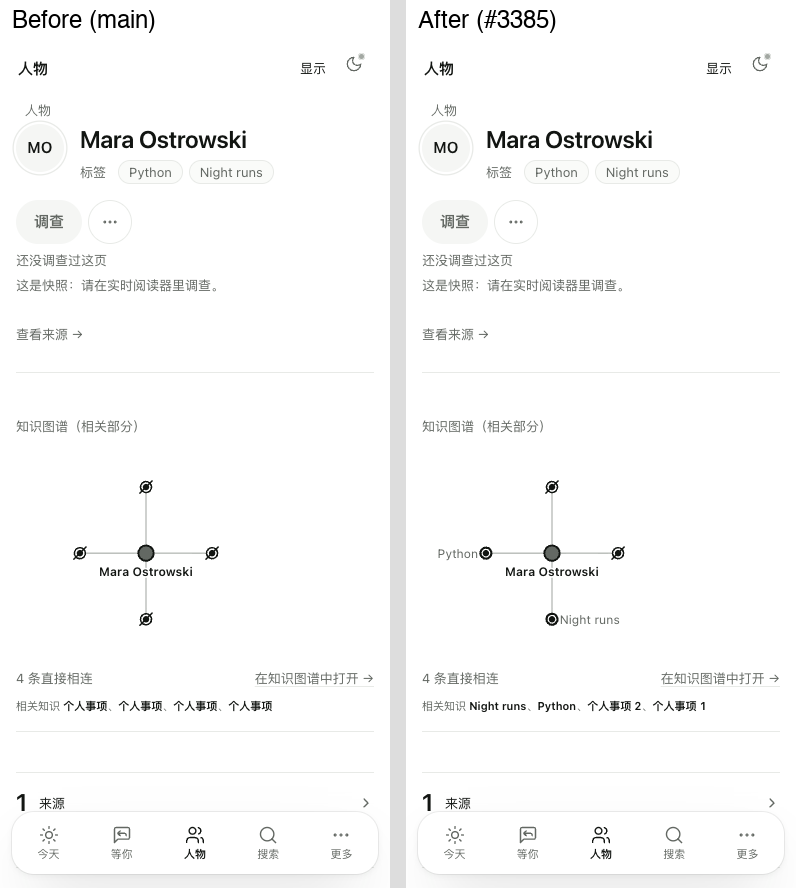 Before (main)
人物
显示
人物
MO
Mara Ostrowski
标签 Python Night runs
调查
还没调查过这页
这是快照：请在实时阅读器里调查。
查看来源 →
知识图谱（相关部分）
Mara Ostrowski
4 条直接相连
在知识图谱中打开 →
相关知识 个人事项、个人事项、个人事项、个人事项
1 来源
今天 等你 人物 搜索 更多
After (#3385)
人物
显示
人物
MO
Mara Ostrowski
标签 Python Night runs
调查
还没调查过这页
这是快照：请在实时阅读器里调查。
查看来源 →
知识图谱（相关部分）
Python
Mara Ostrowski
Night runs
4 条直接相连
在知识图谱中打开 →
相关知识 Night runs、Python、个人事项 2、个人事项 1
1 来源
今天 等你 人物 搜索 更多